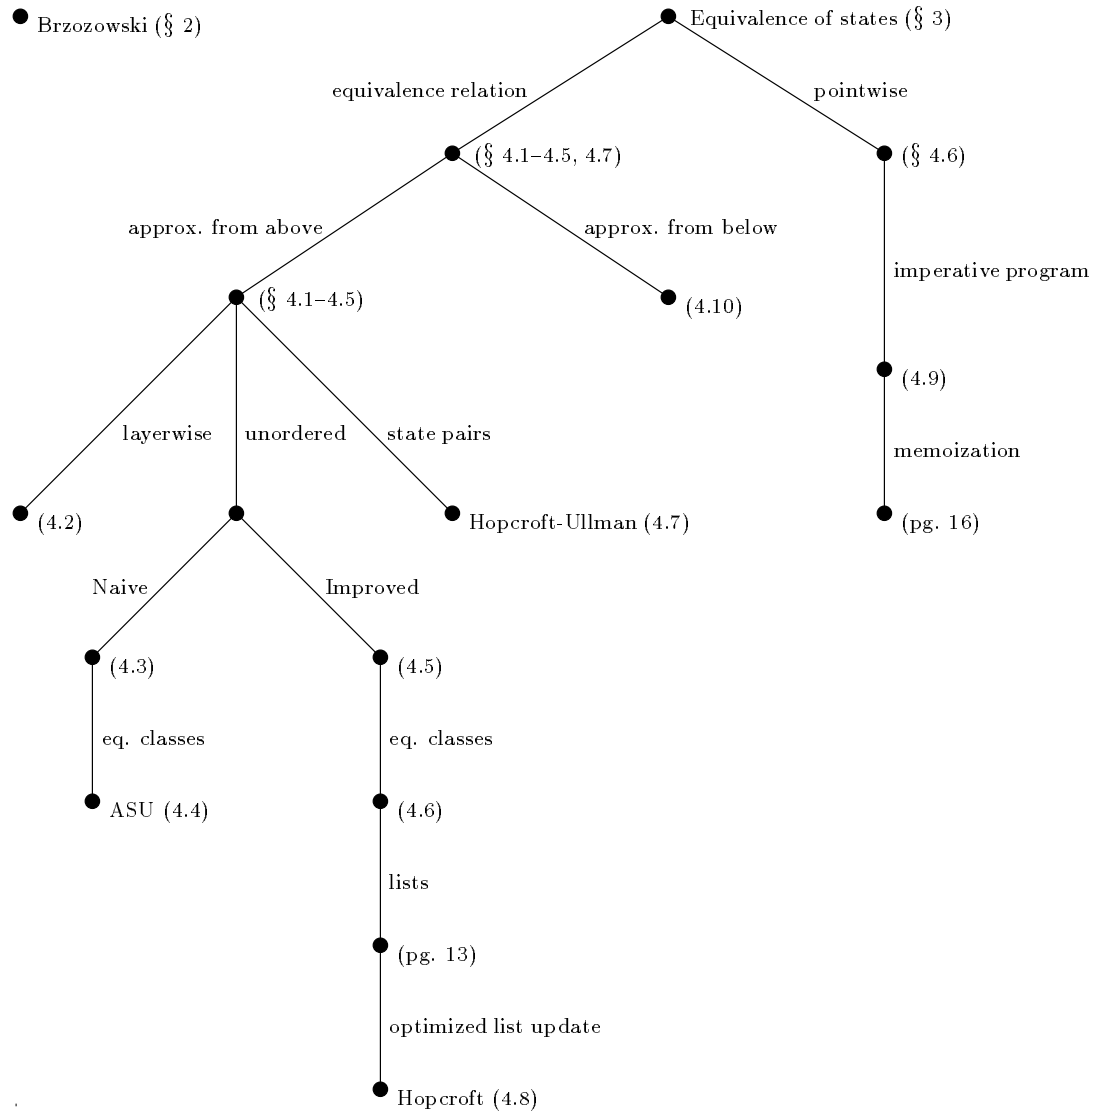 Brzozowski (§ 2)
Equivalence of states (§ 3)
equivalence relation
pointwise
(§ 4.1–4.5, 4.7)
(§ 4.6)
approx. from above
approx. from below
imperative program
(§ 4.1–4.5)
(4.10)
(4.9)
layerwise
unordered
state pairs
memoization
(4.2)
Hopcroft-Ullman (4.7)
(pg. 16)
Naive
Improved
(4.3)
(4.5)
eq. classes
eq. classes
ASU (4.4)
(4.6)
lists
(pg. 13)
optimized list update
Hopcroft (4.8)